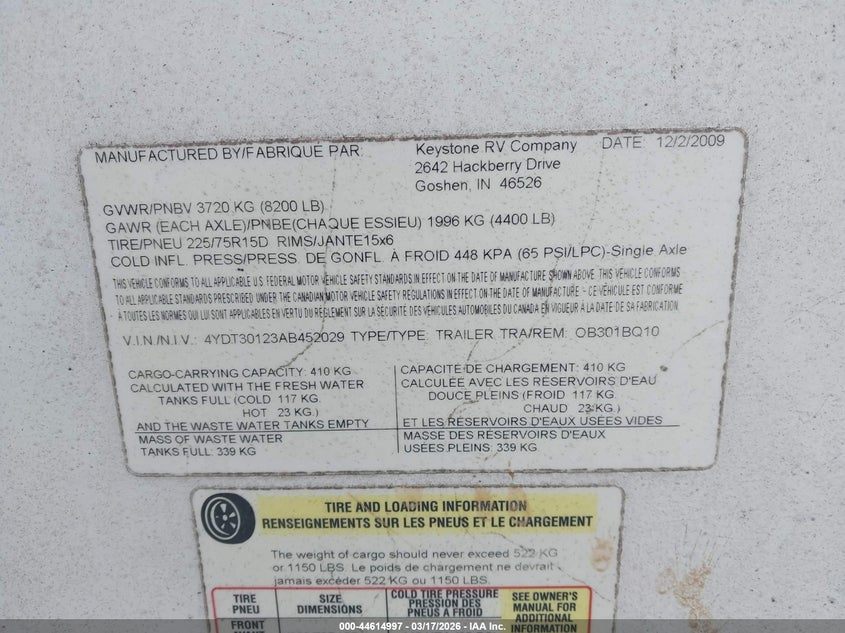 MANUFACTURED BY/FABRIQUE PAR: Keystone RV Company DATE: 12/2/2009
2642 Hackberry Drive
Goshen, IN 46526
GVWR/PNBV 3720 KG (8200 LB)
GAWR (EACH AXLE)/PNBE(CHAQUE ESSIEU) 1996 KG (4400 LB)
TIRE/PNEU 225/75R15D RIMS/JANTE15x6
COLD INFL. PRESS/PRESS. DE GONFL. À FROID 448 KPA (65 PSI/LPC)-Single Axle
THIS VEHICLE CONFORMS TO ALL APPLICABLE U.S. FEDERAL MOTOR VEHICLE SAFETY STANDARDS IN EFFECT ON THE DATE OF MANUFACTURE SHOWN ABOVE. THIS VEHICLE CONFORMS
TO ALL APPLICABLE STANDARDS PRESCRIBED UNDER THE CANADIAN MOTOR VEHICLE SAFETY REGULATIONS IN EFFECT ON THE DATE OF MANUFACTURE - CE VÉHICULE EST CONFORME
À TOUTES LES NORMES QUI LUI SONT APPLICABLES EN VERTU DU RÈGLEMENT SUR LA SÉCURITÉ DES VÉHICULES AUTOMOBILES DU CANADA EN VIGUEUR À LA DATE DE SA FABRICATION
V.I.N./N.I.V.: 4YDT30123AB452029 TYPE/TYPE: TRAILER TRA/REM: OB301BQ10
CARGO-CARRYING CAPACITY: 410 KG
CALCULATED WITH THE FRESH WATER
TANKS FULL (COLD 117 KG.
HOT 23 KG.)
AND THE WASTE WATER TANKS EMPTY
MASS OF WASTE WATER
TANKS FULL: 339 KG
CAPACITÉ DE CHARGEMENT: 410 KG
CALCULÉE AVEC LES RÉSERVOIRS D'EAU
DOUCE PLEINS (FROID 117 KG.
CHAUD 23 KG.)
ET LES RÉSERVOIRS D'EAUX USÉES VIDES
MASSE DES RÉSERVOIRS D'EAUX
USÉES PLEINS: 339 KG
TIRE AND LOADING INFORMATION
RENSEIGNEMENTS SUR LES PNEUS ET LE CHARGEMENT
The weight of cargo should never exceed 522 KG
or 1150 LBS. Le poids de chargement ne devrait
jamais excéder 522 KG ou 1150 LBS.
TIRE
PNEU
SIZE
DIMENSIONS
COLD TIRE PRESSURE
PRESSION DES
PNEUS À FROID
SEE OWNER'S
MANUAL FOR
ADDITIONAL
INFORMATION
FRONT
AVANT
000-44614997 - 03/17/2026 - IAA Inc.